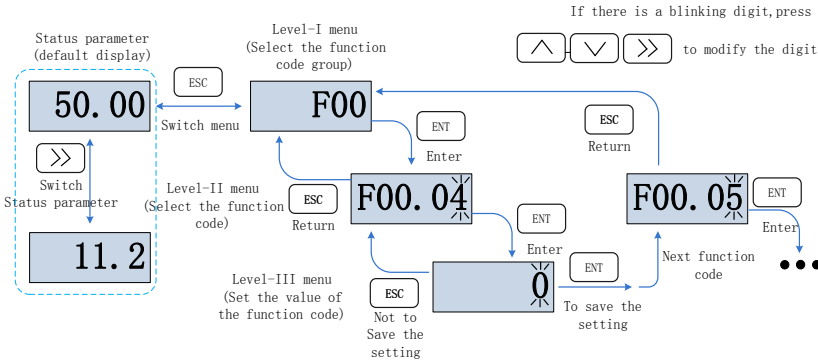 If there is a blinking digit,press
to modify the digit
Status parameter
(default display)
50.00
Switch
Status parameter
11.2
ESC
Switch menu
Level-I menu
(Select the function
code group)
F00
ENT
Enter
Level-II menu
(Select the function
code)
ESC
Return
F00.04
ENT
Enter
Level-III menu
(Set the value of
the function code)
ESC
Not to
Save the
setting
0
ENT
To save the
setting
ESC
Return
F00.05
Next function
code
ENT
Enter
•••